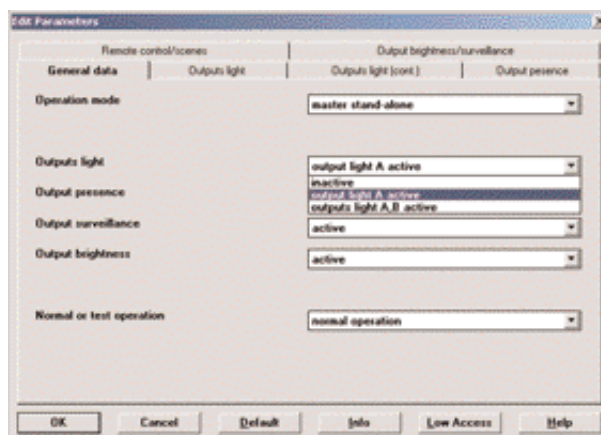 Edit Parameters
Remote control/scenes
Output brightness/surveillance
General data
Outputs light
Outputs light (cont.)
Output pesence
Operation mode
master stand-alone
Outputs light
output light A active
inactive
output light A active
outputs light A,B active
Output presence
Output surveillance
active
Output brightness
active
Normal or test operation
normal operation
OK
Cancel
Default
Info
Low Access
Help